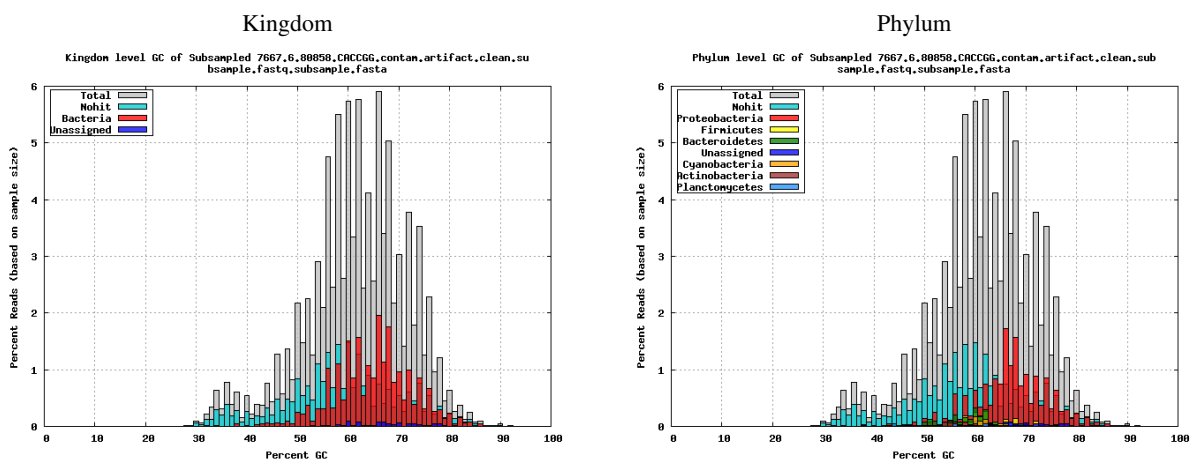 Kingdom
Kingdom level GC of Subsampled 7667.6.80858.CACCGG.contam.artifact.clean.su
bsample.fastq.subsample.fasta
Percent Reads (based on sample size)
6
5
4
3
2
1
0
Total
Nohit
Bacteria
Unassigned
0 10 20 30 40 50 60 70 80 90 100
Percent GC
Phylum
Phylum level GC of Subsampled 7667.6.80858.CACCGG.contam.artifact.clean.sub
sample.fastq.subsample.fasta
Percent Reads (based on sample size)
6
5
4
3
2
1
0
Total
Nohit
Proteobacteria
Firmicutes
Bacteroidetes
Unassigned
Cyanobacteria
Actinobacteria
Planctomycetes
0 10 20 30 40 50 60 70 80 90 100
Percent GC